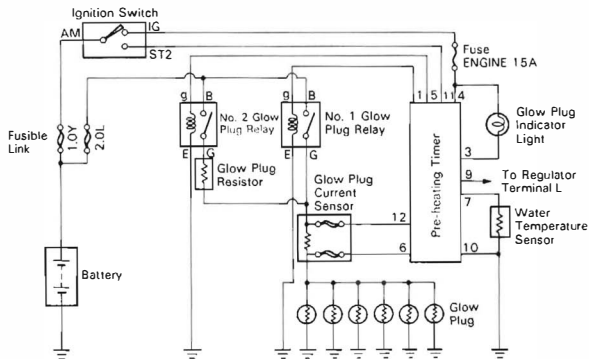 Ignition Switch
AM
IG
ST2
Fuse
ENGINE 15A
g
B
g
B
1
5
11
4
No. 2 Glow
Plug Relay
No. 1 Glow
Plug Relay
Glow Plug
Indicator
Light
Fusible
Link
1.0Y
2.0L
E
G
E
G
3
Glow Plug
Resistor
Glow Plug
Current
Sensor
Pre-heating Timer
9
To Regulator
Terminal L
7
12
Water
Temperature
Sensor
6
10
Battery
Glow
Plug